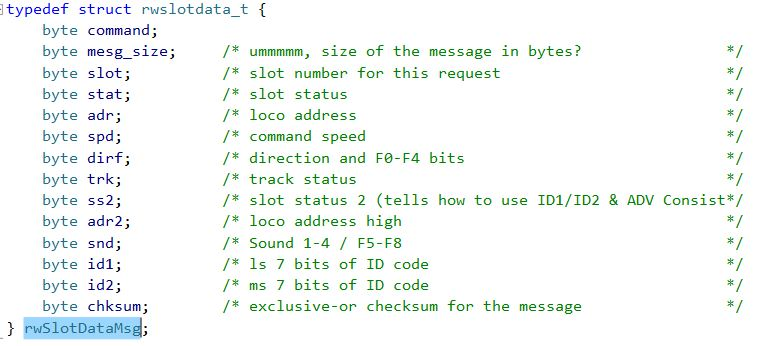 typedef struct rwslotdata_t {
    byte command;
    byte mesg_size;     /* ummmmm, size of the message in bytes?                */
    byte slot;          /* slot number for this request                         */
    byte stat;          /* slot status                                          */
    byte adr;           /* loco address                                         */
    byte spd;           /* command speed                                        */
    byte dirf;          /* direction and F0-F4 bits                             */
    byte trk;           /* track status                                         */
    byte ss2;           /* slot status 2 (tells how to use ID1/ID2 & ADV Consist*/
    byte adr2;          /* loco address high                                    */
    byte snd;           /* Sound 1-4 / F5-F8                                    */
    byte id1;           /* ls 7 bits of ID code                                 */
    byte id2;           /* ms 7 bits of ID code                                 */
    byte chksum;        /* exclusive-or checksum for the message                */
} rwSlotDataMsg;